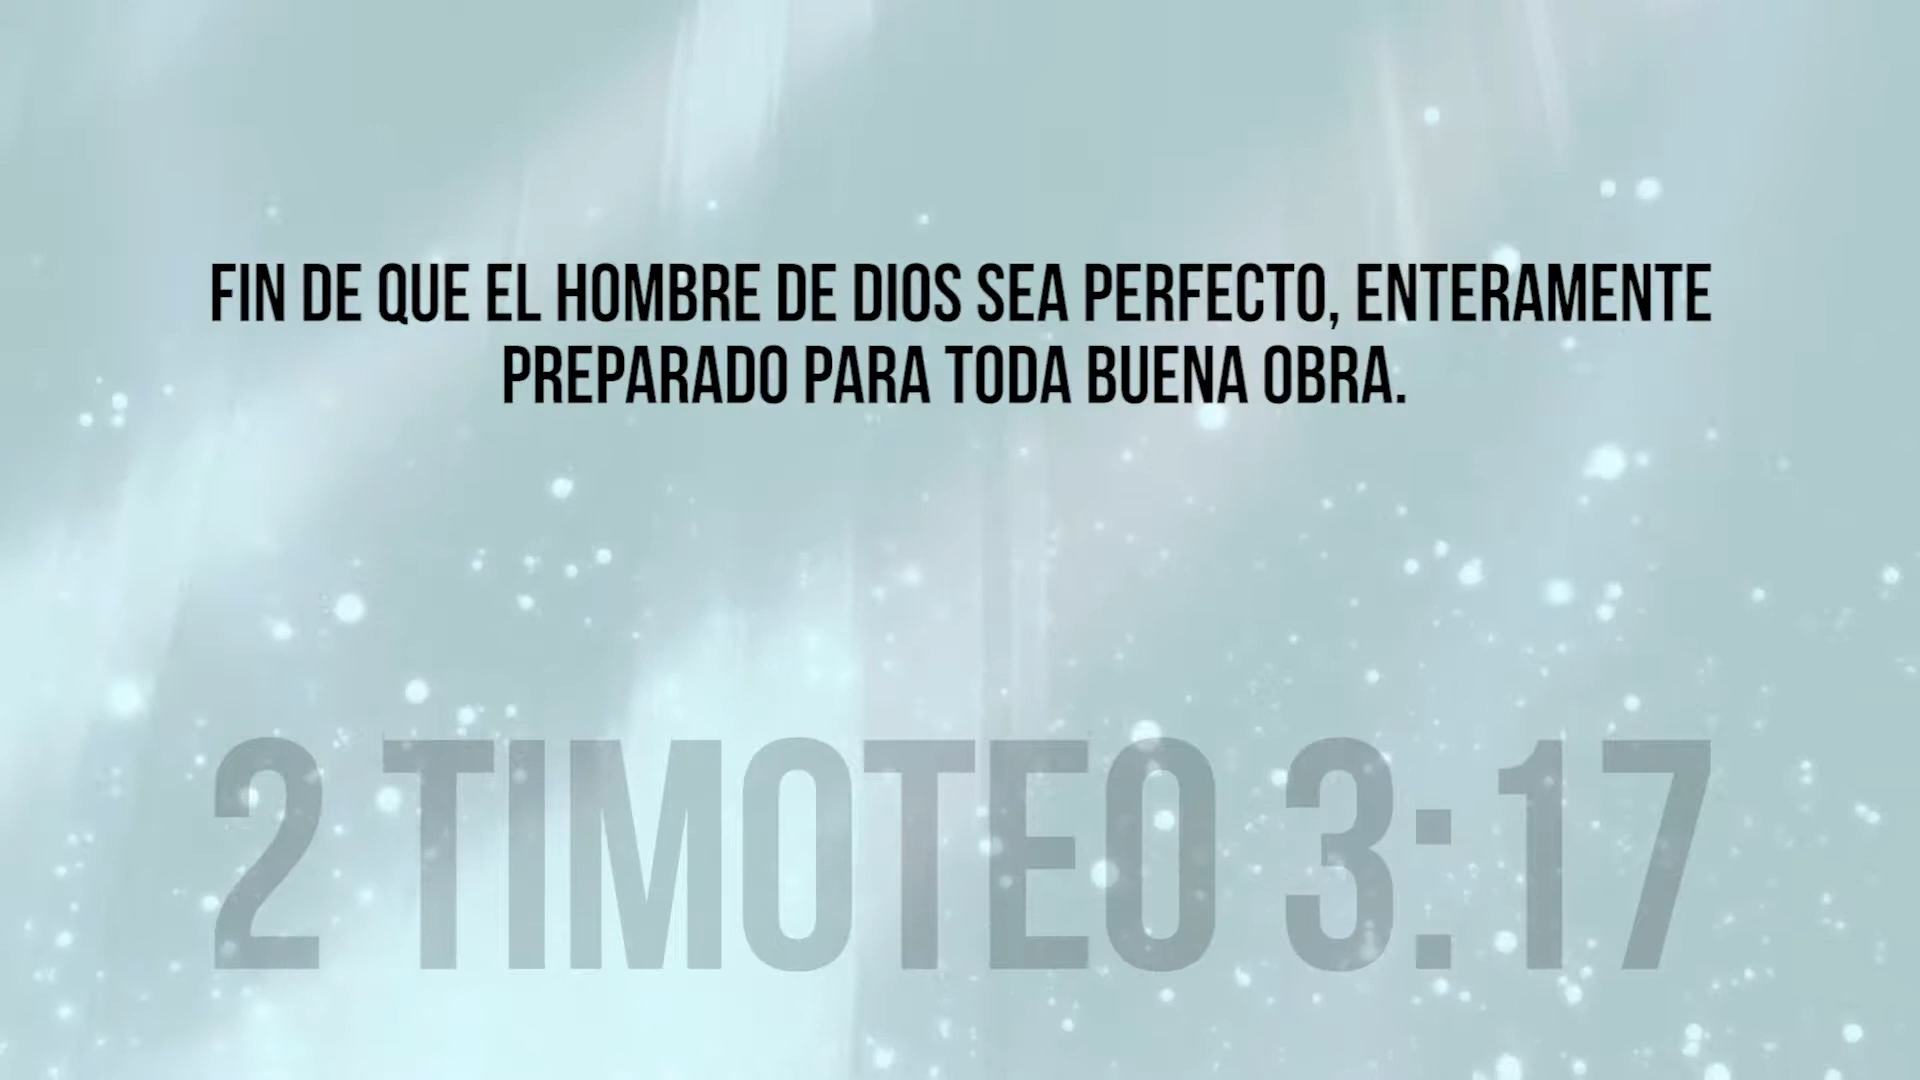 FIN DE QUE EL HOMBRE DE DIOS SEA PERFECTO, ENTERAMENTE
PREPARADO PARA TODA BUENA OBRA.
2 TIMOTEO 3:17